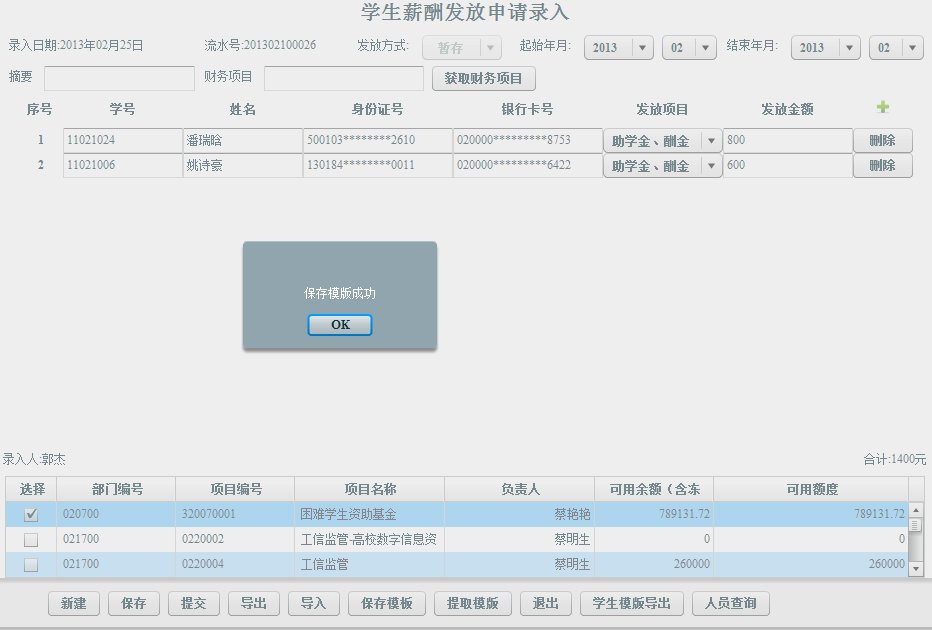 学生薪酬发放申请录入
录入日期:2013年02月25日 流水号:201302100026 发放方式: 暂存 起始年月: 2013 02 结束年月: 2013 02
摘要 财务项目 获取财务项目
序号 学号 姓名 身份证号 银行卡号 发放项目 发放金额
1 11021024 潘瑞晗 500103********2610 020000*********8753 助学金、酬金 800 删除
2 11021006 姚诗豪 130184********0011 020000*********6422 助学金、酬金 600 删除
保存模版成功
OK
录入人:郭杰 合计:1400元
选择 部门编号 项目编号 项目名称 负责人 可用余额（含冻 可用额度
020700 320070001 困难学生资助基金 蔡艳艳 789131.72 789131.72
021700 0220002 工信监管-高校数字信息资 蔡明生 0 0
021700 0220004 工信监管 蔡明生 260000 260000
新建 保存 提交 导出 导入 保存模板 提取模版 退出 学生模版导出 人员查询